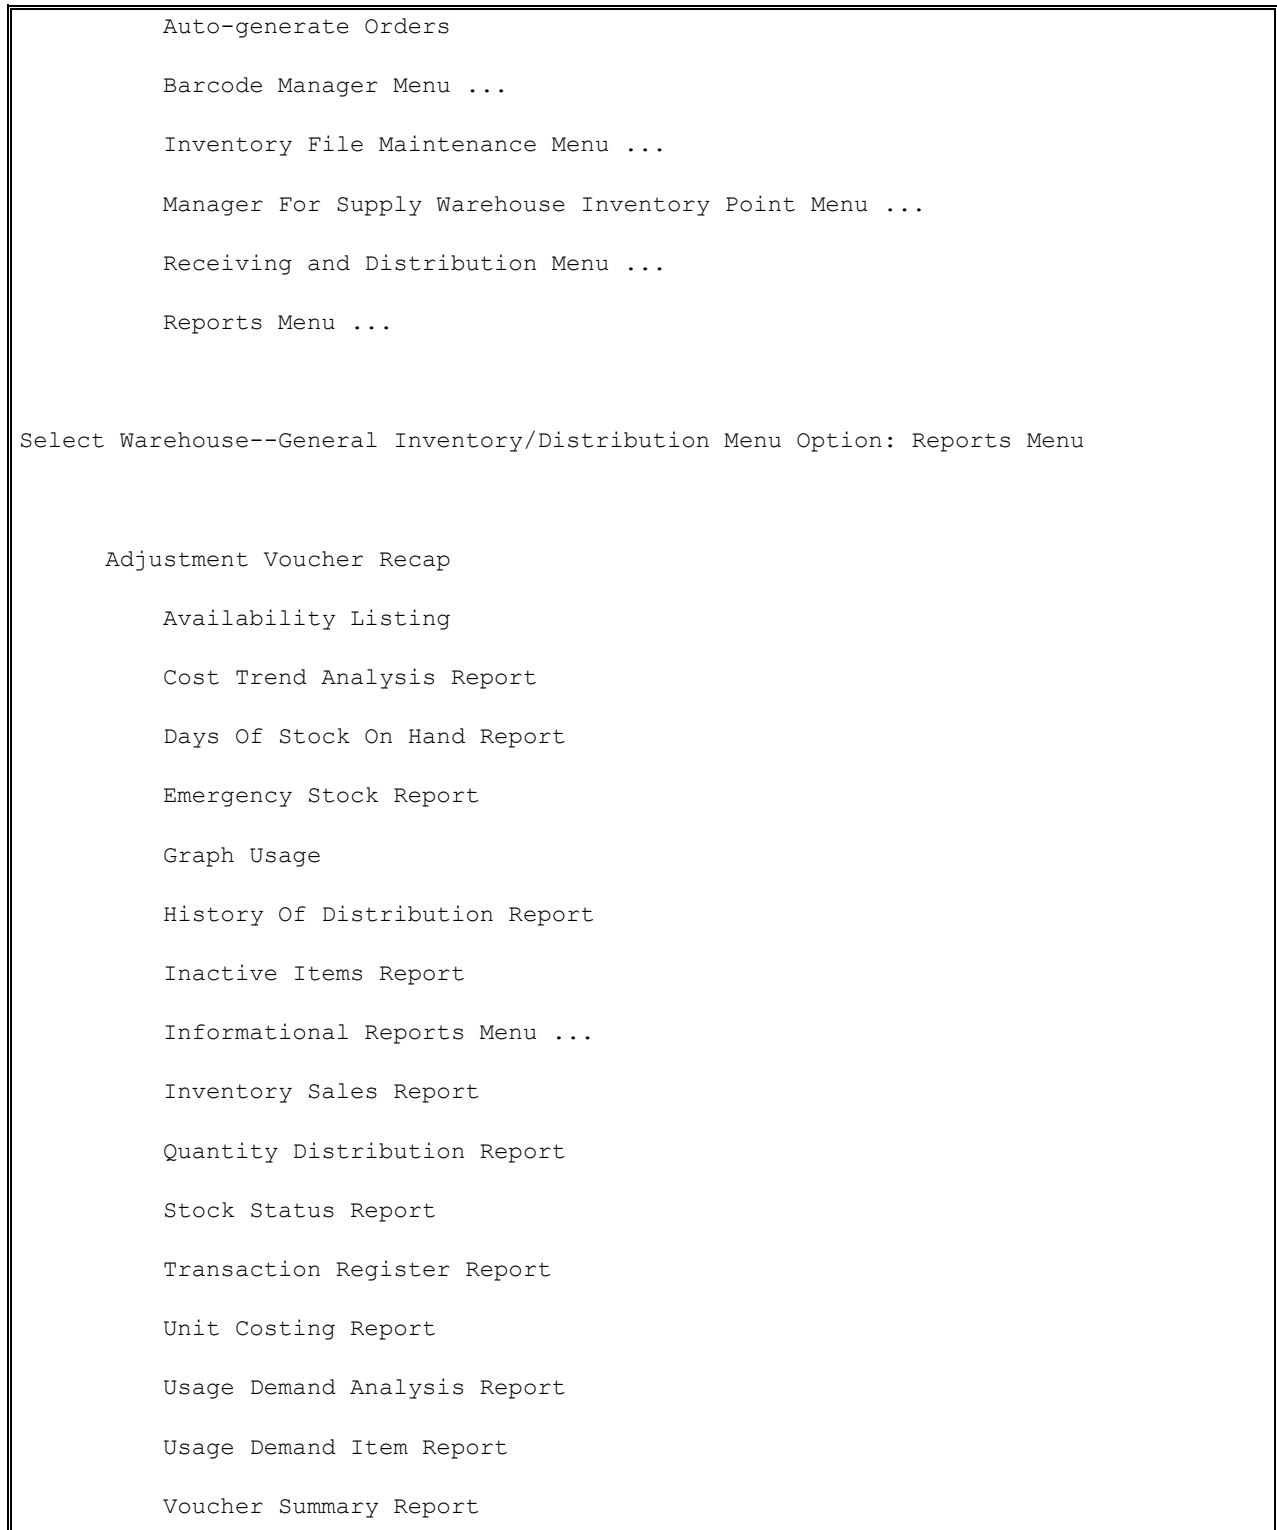 Auto-generate Orders
Barcode Manager Menu ...
Inventory File Maintenance Menu ...
Manager For Supply Warehouse Inventory Point Menu ...
Receiving and Distribution Menu ...
Reports Menu ...
Select Warehouse--General Inventory/Distribution Menu Option: Reports Menu
Adjustment Voucher Recap
Availability Listing
Cost Trend Analysis Report
Days Of Stock On Hand Report
Emergency Stock Report
Graph Usage
History Of Distribution Report
Inactive Items Report
Informational Reports Menu ...
Inventory Sales Report
Quantity Distribution Report
Stock Status Report
Transaction Register Report
Unit Costing Report
Usage Demand Analysis Report
Usage Demand Item Report
Voucher Summary Report